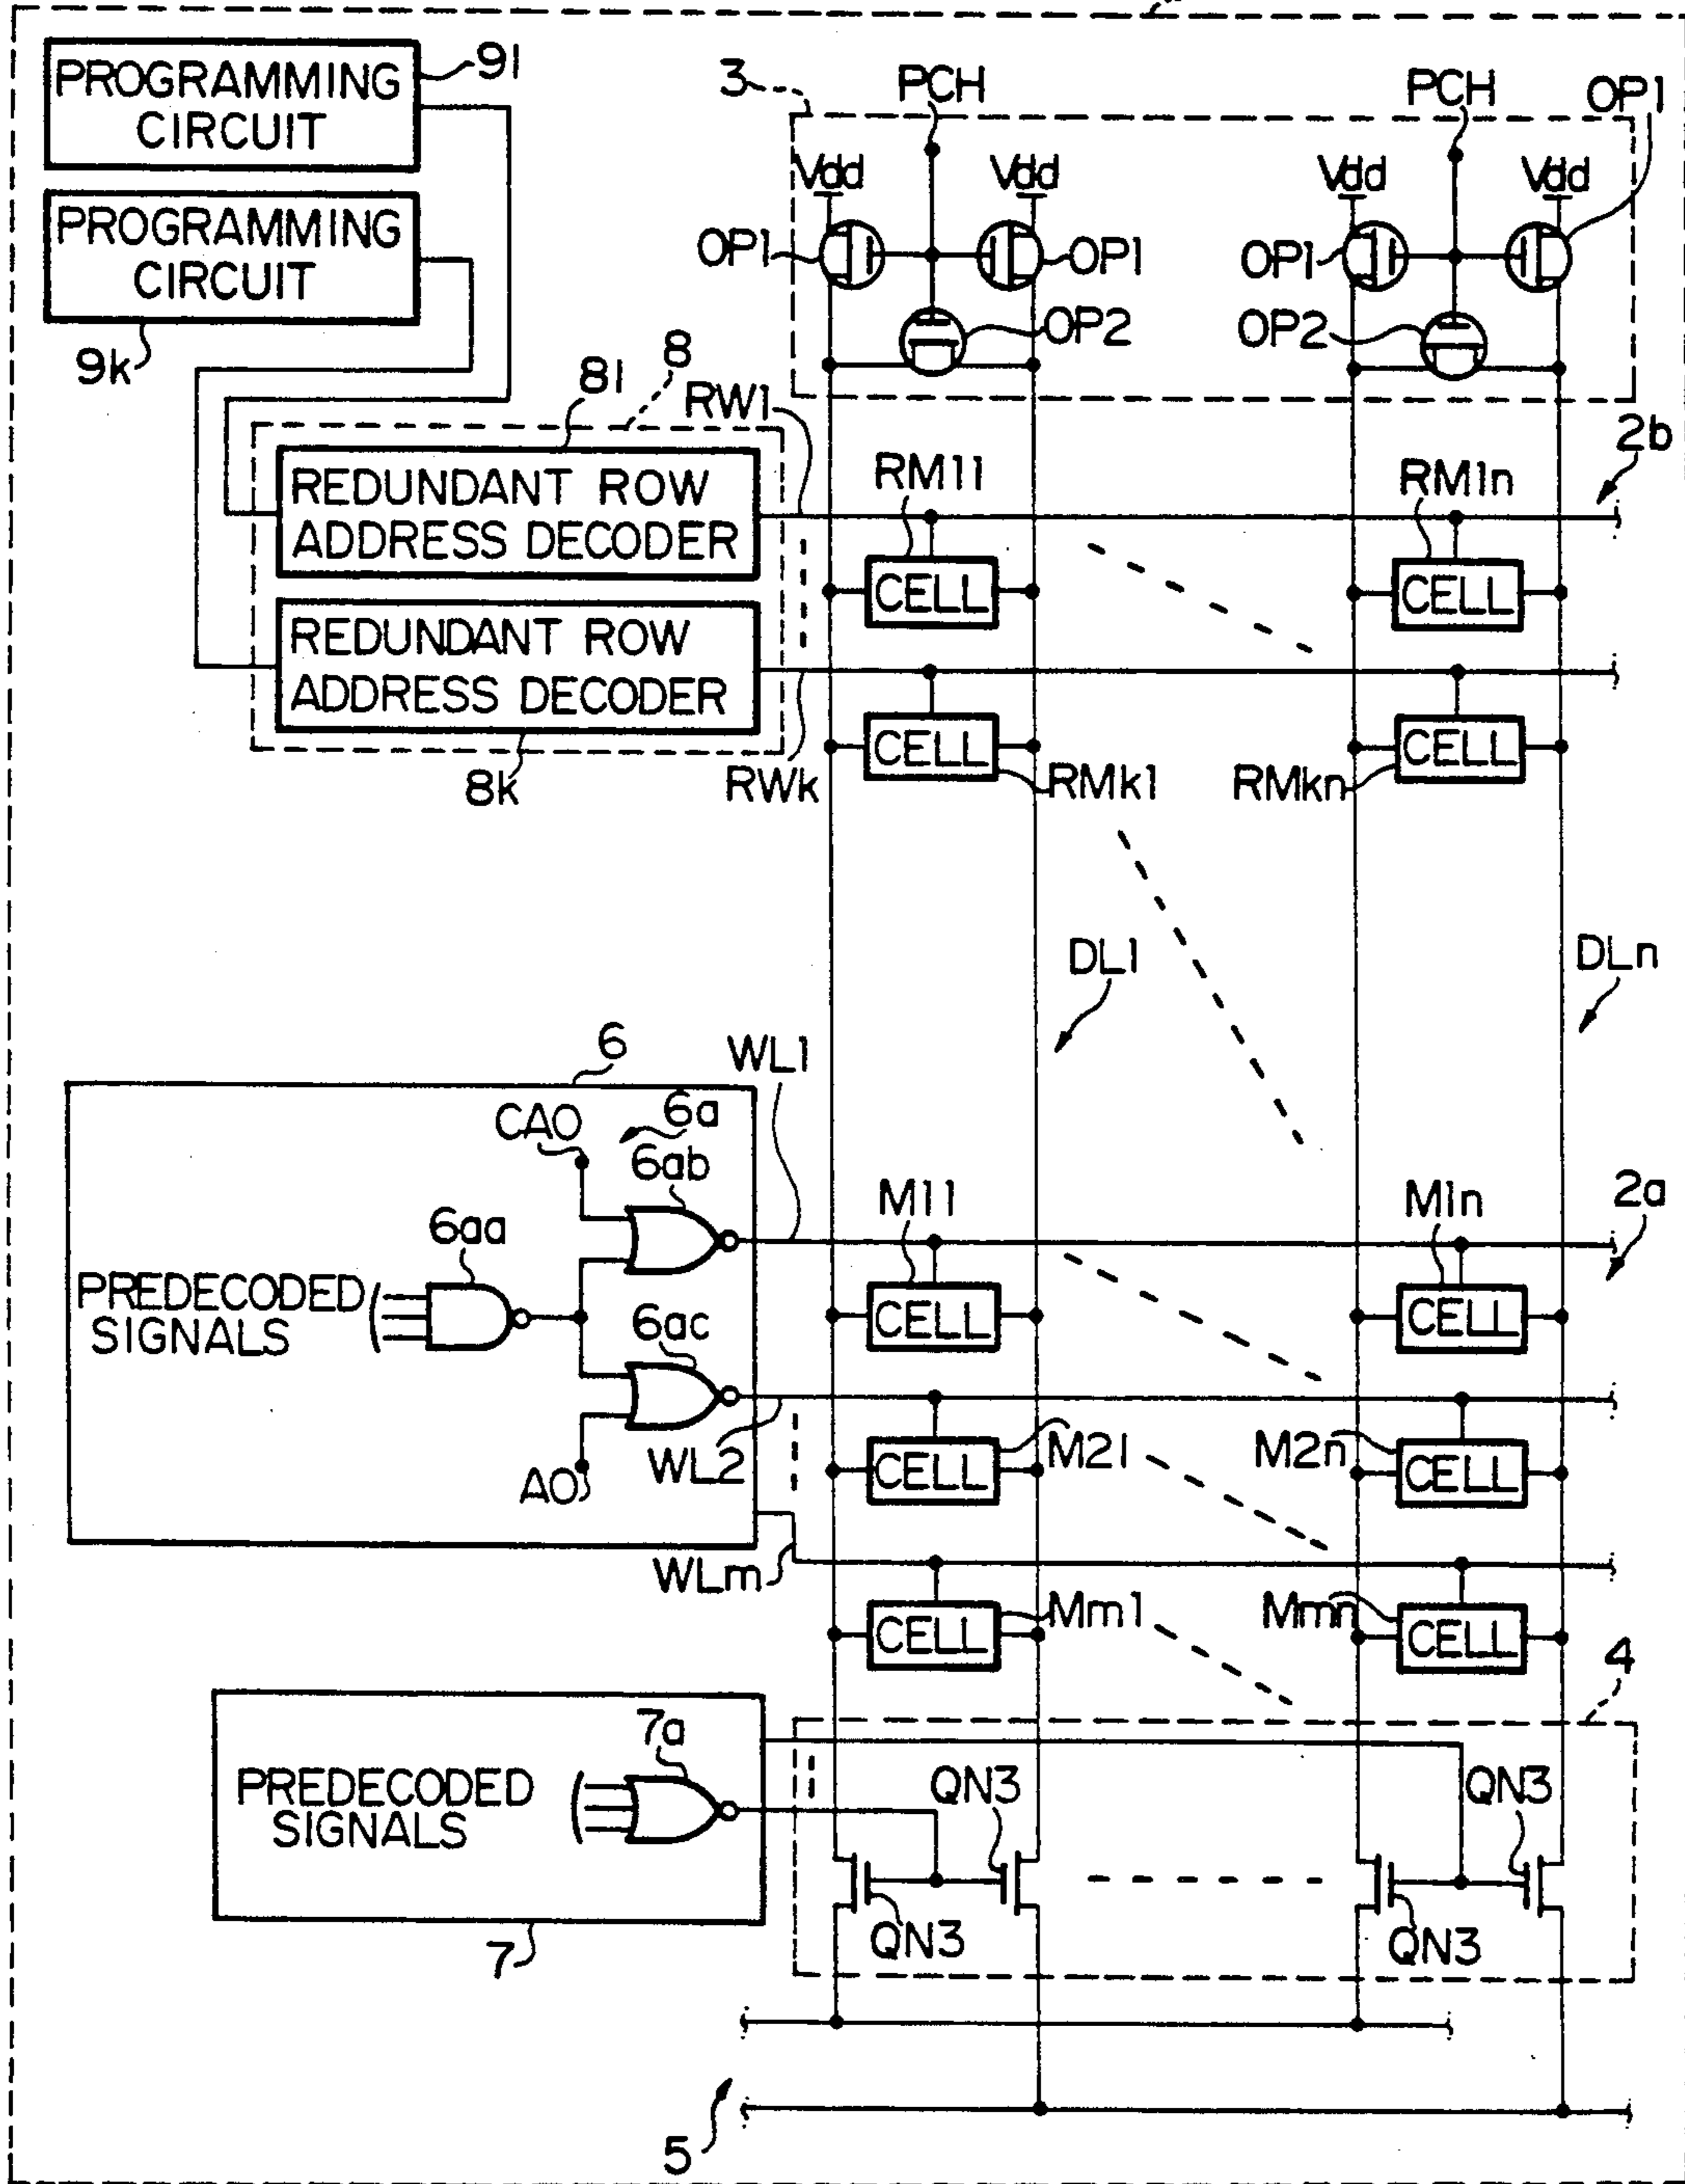 PROGRAMMING
CIRCUIT
91
PROGRAMMING
CIRCUIT
9k
3
PCH
PCH
OP1
Vdd
Vdd
Vdd
Vdd
OP1
OP1
OP1
OP2
OP2
8
81
RW1
2b
REDUNDANT ROW
ADDRESS DECODER
RM11
RM1n
CELL
CELL
REDUNDANT ROW
ADDRESS DECODER
8k
RWk
CELL
CELL
RMk1
RMkn
DL1
DLn
6
WL1
CA0
6a
6ab
6aa
PREDECODED
SIGNALS
6ac
A0
WL2
WLm
M11
M1n
2a
CELL
CELL
M21
M2n
CELL
CELL
Mm1
Mmn
CELL
CELL
4
7a
PREDECODED
SIGNALS
7
QN3
QN3
QN3
QN3
5